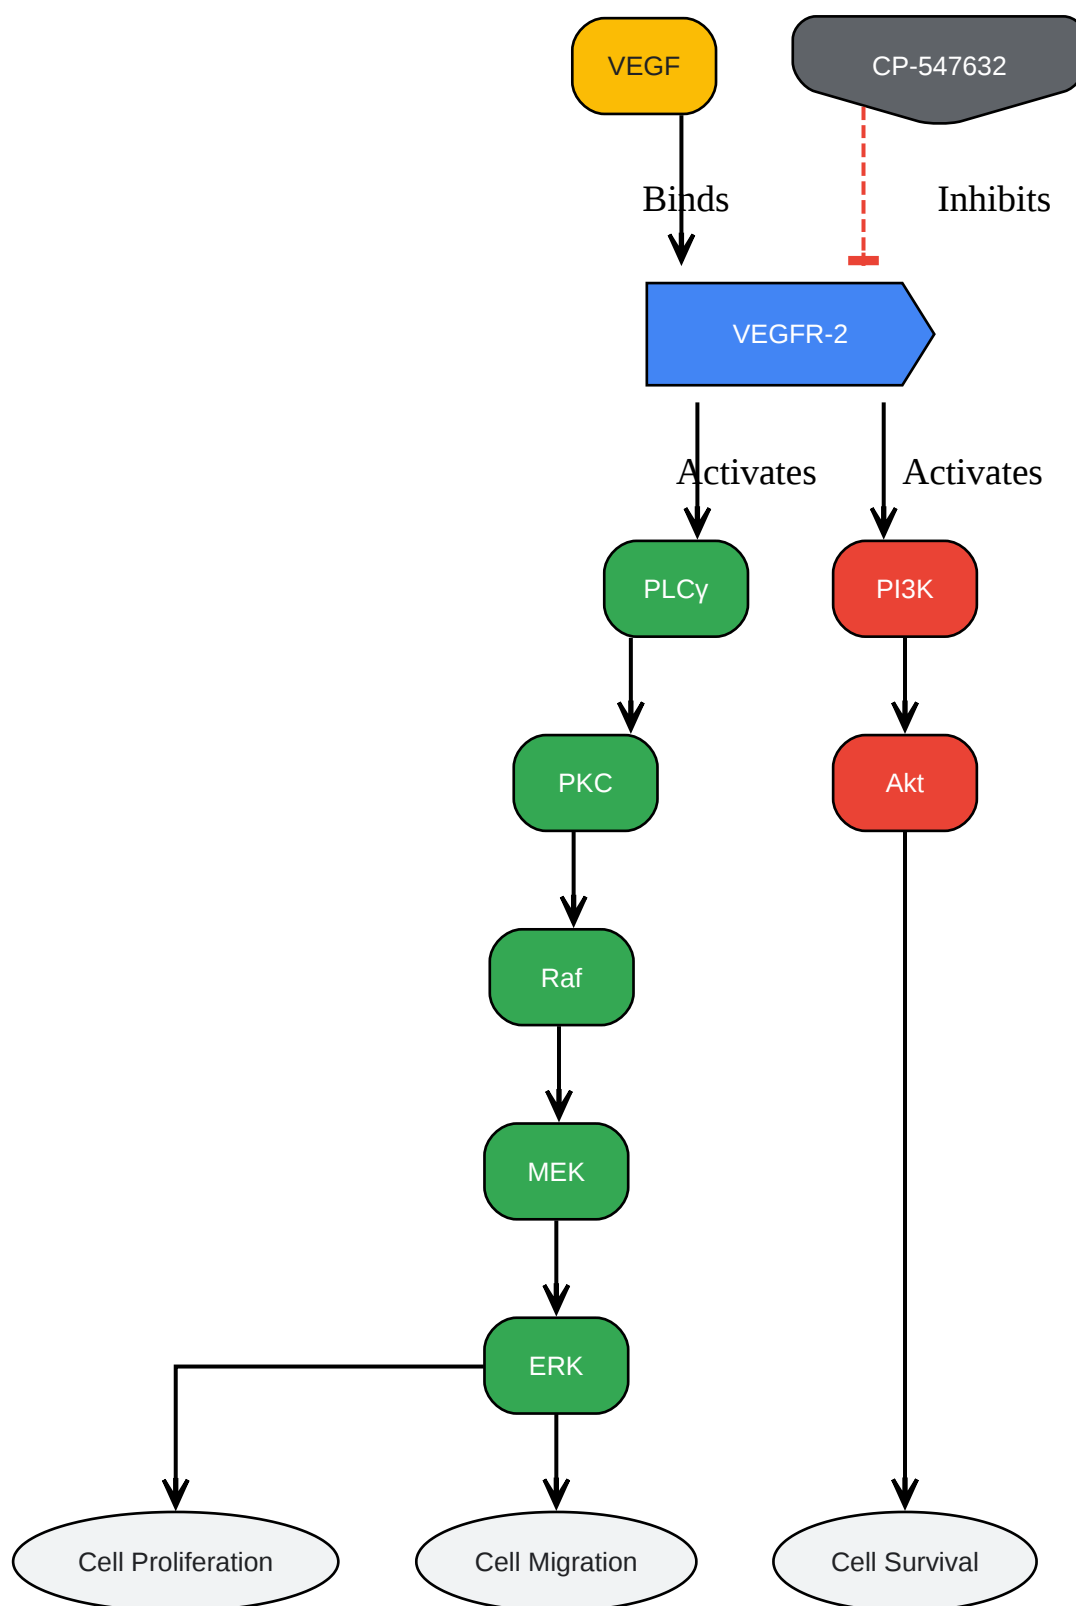 VEGF
CP-547632
Binds
Inhibits
VEGFR-2
Activates
Activates
PLCγ
PI3K
PKC
Akt
Raf
MEK
ERK
Cell Proliferation
Cell Migration
Cell Survival